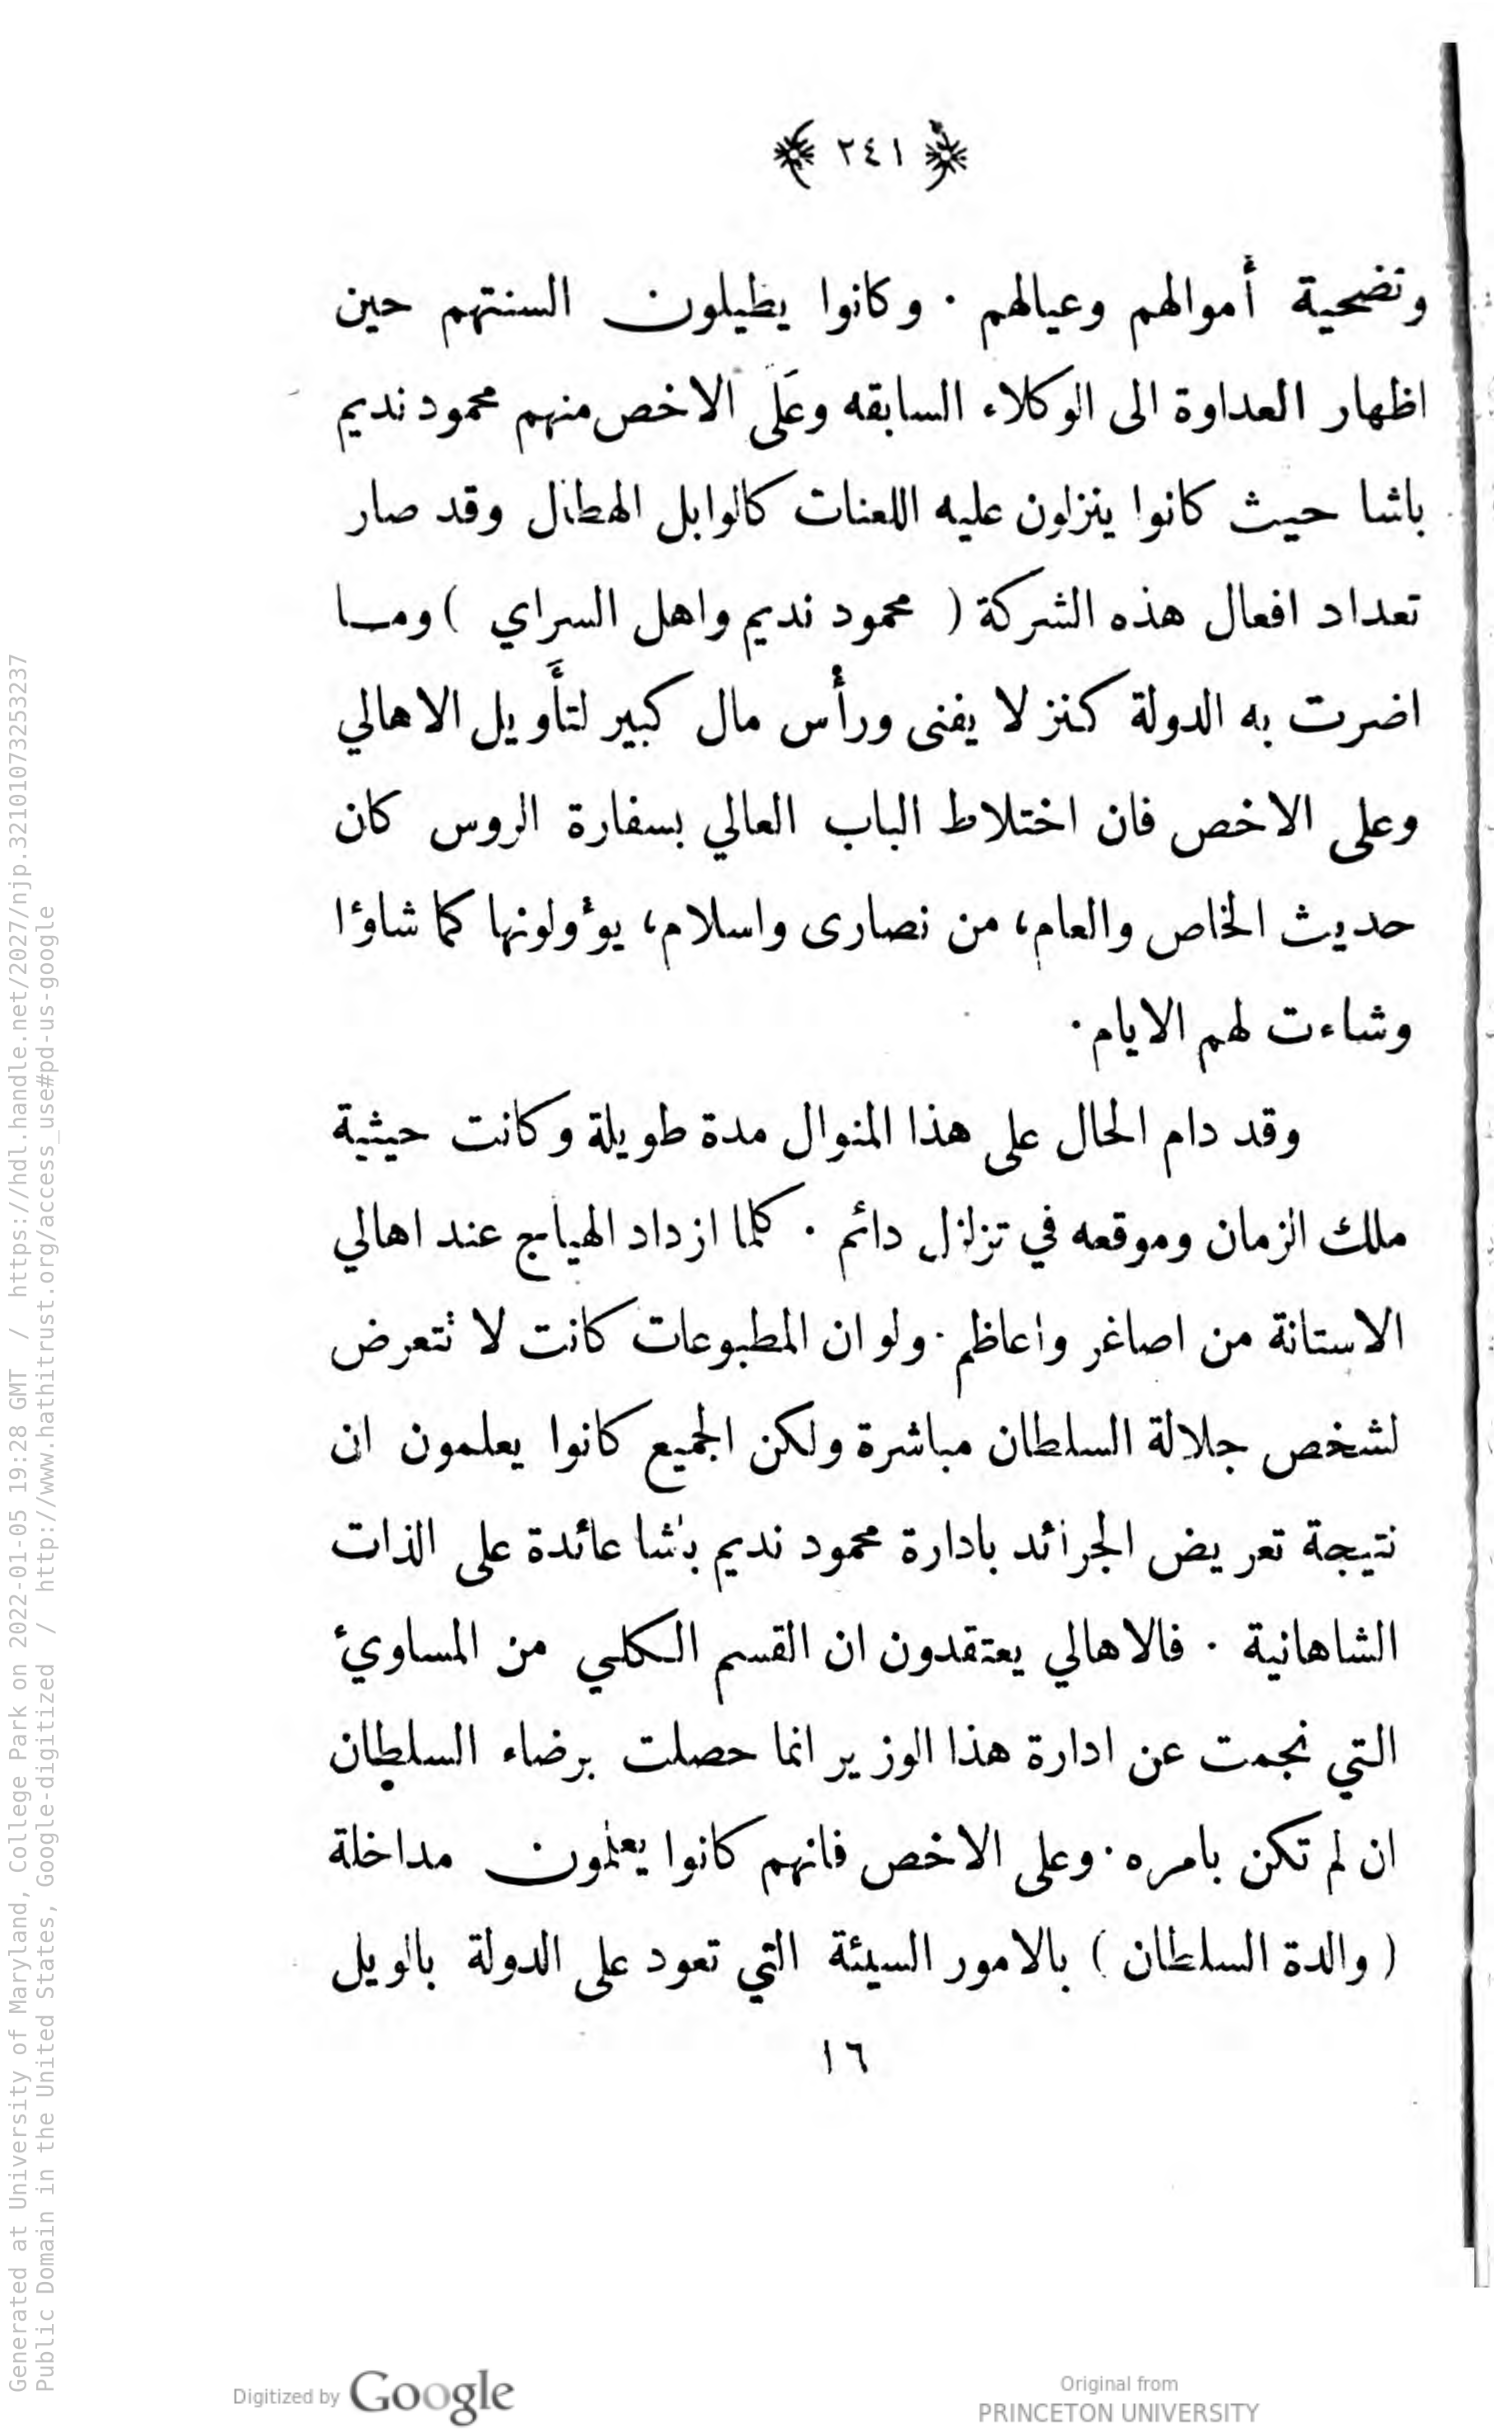 ﴿ ٢٤١ ﴾
وتضحية أموالهم وعيالهم · وكانوا يطيلون السنتهم حين
اظهار العداوة الى الوكلاء السابقه وعَلَى الاخص منهم محمود نديم
باشا حيث كانوا ينزلون عليه اللعنات كالوابل الهطال وقد صار
تعداد افعال هذه الشركة ( محمود نديم واهل السراي ) وما
اضرت به الدولة كنز لا يفنى ورأس مال كبير لتأويل الاهالي
وعلى الاخص فان اختلاط الباب العالي بسفارة الروس كان
حديث الخاص والعام، من نصارى واسلام، يوؤلونها كما شاؤا
وشاءت لهم الايام·
وقد دام الحال على هذا المنوال مدة طويلة وكانت حيثية
ملك الزمان وموقعه في تزلزل دائم · كلما ازداد الهياج عند اهالي
الاستانة من اصاغر واعاظم · ولو ان المطبوعات كانت لا نتعرض
لشخص جلالة السلطان مباشرة ولكن الجميع كانوا يعلمون ان
نتيجة تعريض الجرائد بادارة محمود نديم باشا عائدة على الذات
الشاهانية · فالاهالي يعتقدون ان القسم الكلي من المساويء
التي نجمت عن ادارة هذا الوزير انما حصلت برضاء السلطان
ان لم تكن بامره · وعلى الاخص فانهم كانوا يعلمون مداخلة
( والدة السلطان ) بالامور السيئة التي تعود على الدولة بالويل
١٦
Generated at University of Maryland, College Park on 2022-01-05 19:28 GMT / https://hdl.handle.net/2027/njp.32101073253237
Public Domain in the United States, Google-digitized / http://www.hathitrust.org/access_use#pd-us-google
Digitized by Google
Original from
PRINCETON UNIVERSITY